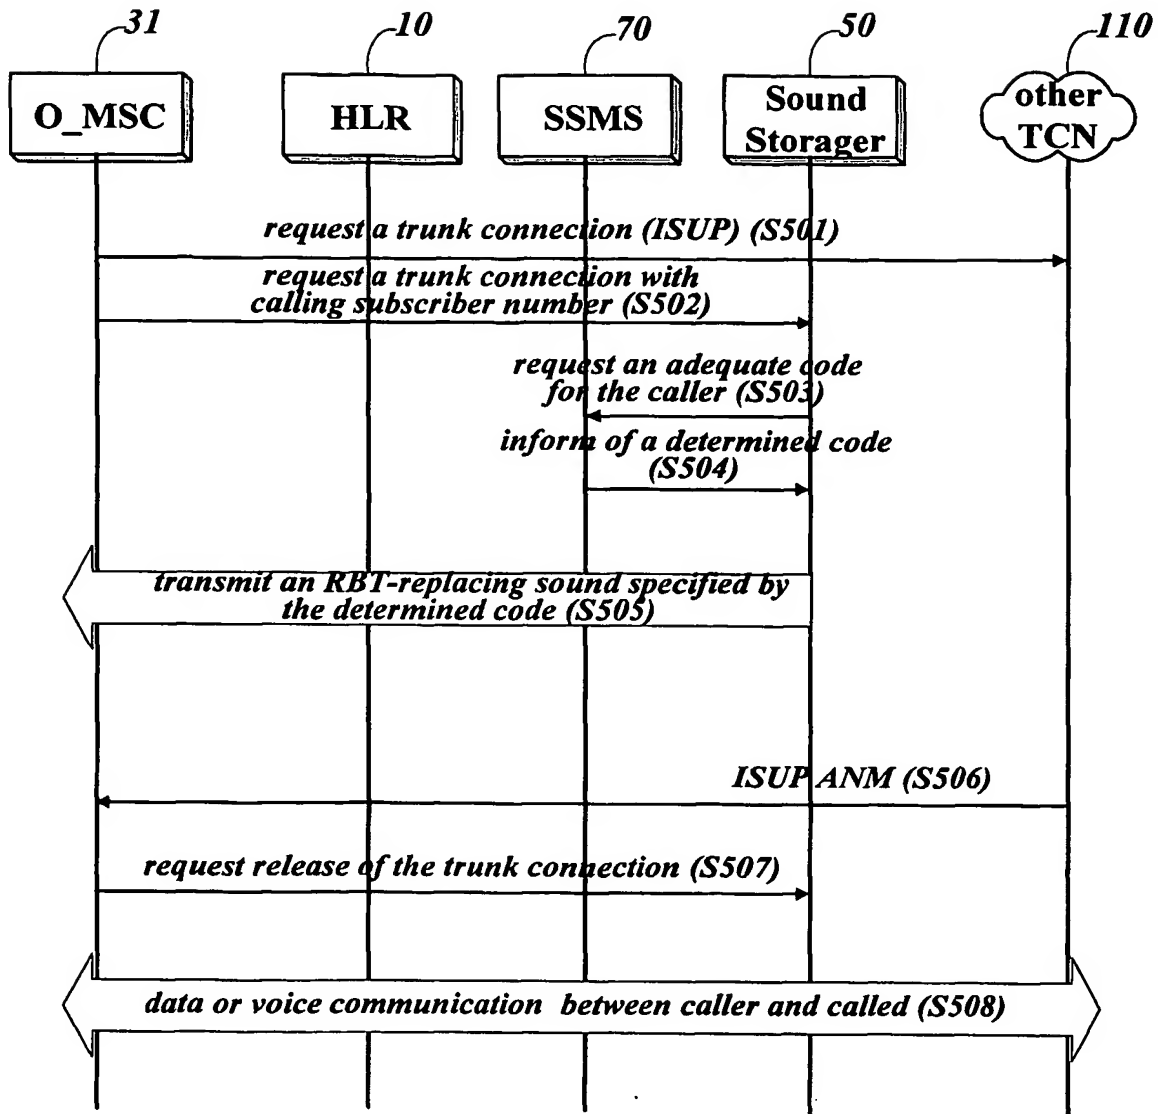 31
10
70
50
110
O_MSC
HLR
SSMS
Sound
Storager
other
TCN
request a trunk connection (ISUP) (S501)
request a trunk connection with
calling subscriber number (S502)
request an adequate code
for the caller (S503)
inform of a determined code
(S504)
transmit an RBT-replacing sound specified by
the determined code (S505)
ISUP ANM (S506)
request release of the trunk connection (S507)
data or voice communication between caller and called (S508)